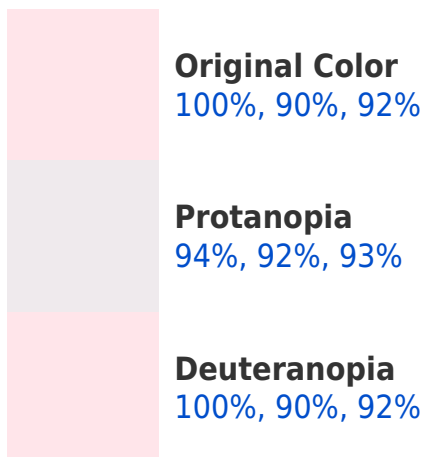 Original Color
100%, 90%, 92%
Protanopia
94%, 92%, 93%
Deuteranopia
100%, 90%, 92%